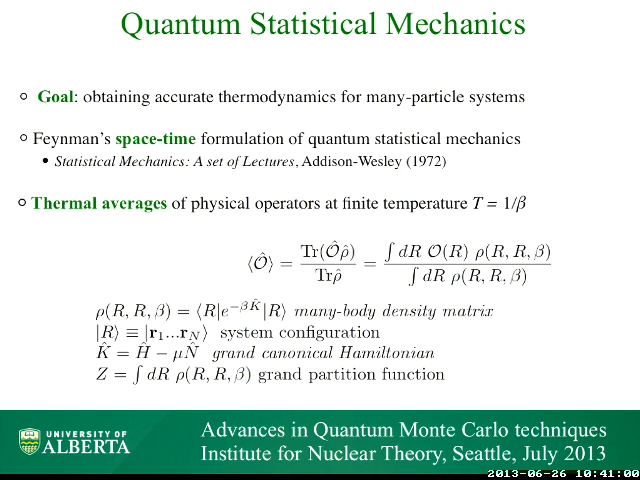 Quantum Statistical Mechanics
Goal: obtaining accurate thermodynamics for many-particle systems
Feynman's space-time formulation of quantum statistical mechanics
Statistical Mechanics: A set of Lectures, Addison-Wesley (1972)
Thermal averages of physical operators at finite temperature T = 1/β
⟨Ô⟩ = Tr(Ôρ̂) / Trρ̂ = ∫ dR O(R) ρ(R, R, β) / ∫ dR ρ(R, R, β)
ρ(R, R, β) = ⟨R|e^{−βK̂}|R⟩ many-body density matrix
|R⟩ ≡ |r₁...r_N⟩ system configuration
K̂ = Ĥ − μN̂ grand canonical Hamiltonian
Z = ∫ dR ρ(R, R, β) grand partition function
UNIVERSITY OF
ALBERTA
Advances in Quantum Monte Carlo techniques
Institute for Nuclear Theory, Seattle, July 2013
2013-06-26 10:41:00